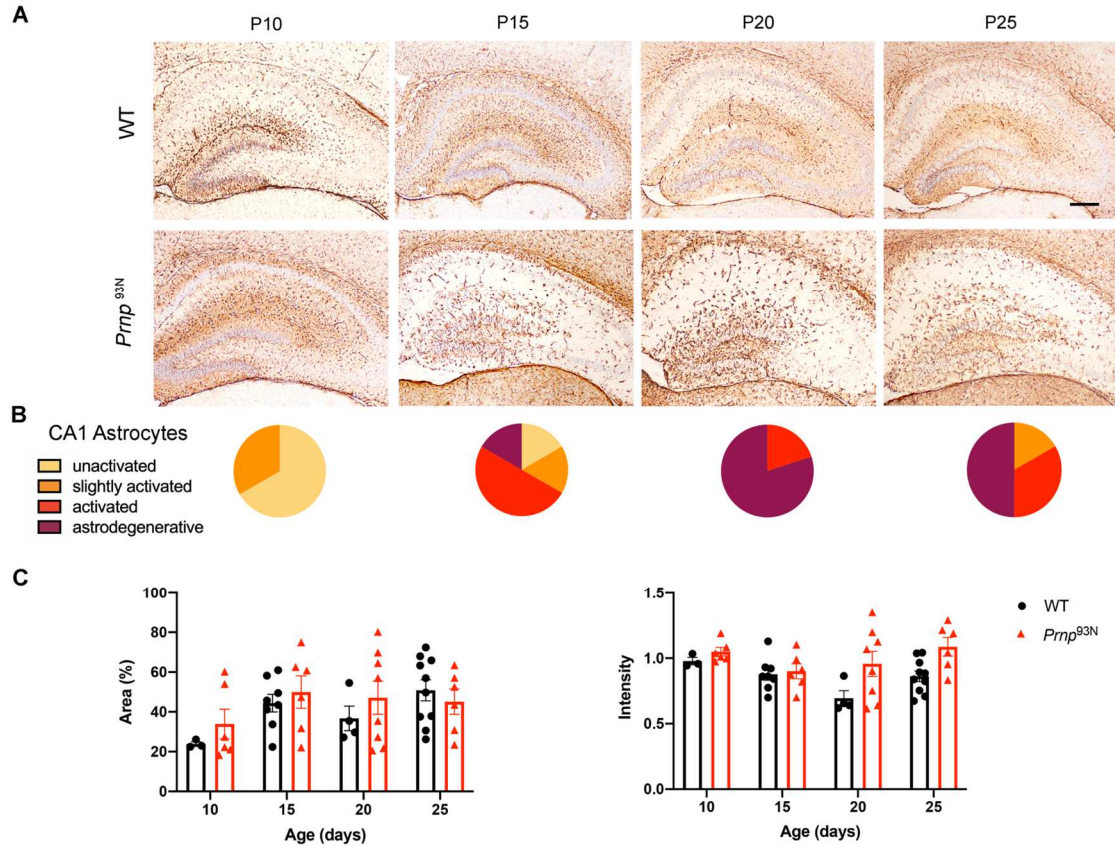 A
P10 P15 P20 P25
WT
Prnp 93N
B
CA1 Astrocytes
unactivated
slightly activated
activated
astrodegenerative
C
100
80
60
40
20
0
Area (%)
10 15 20 25
Age (days)
1.5
1.0
0.5
0.0
Intensity
10 15 20 25
Age (days)
WT
Prnp93N